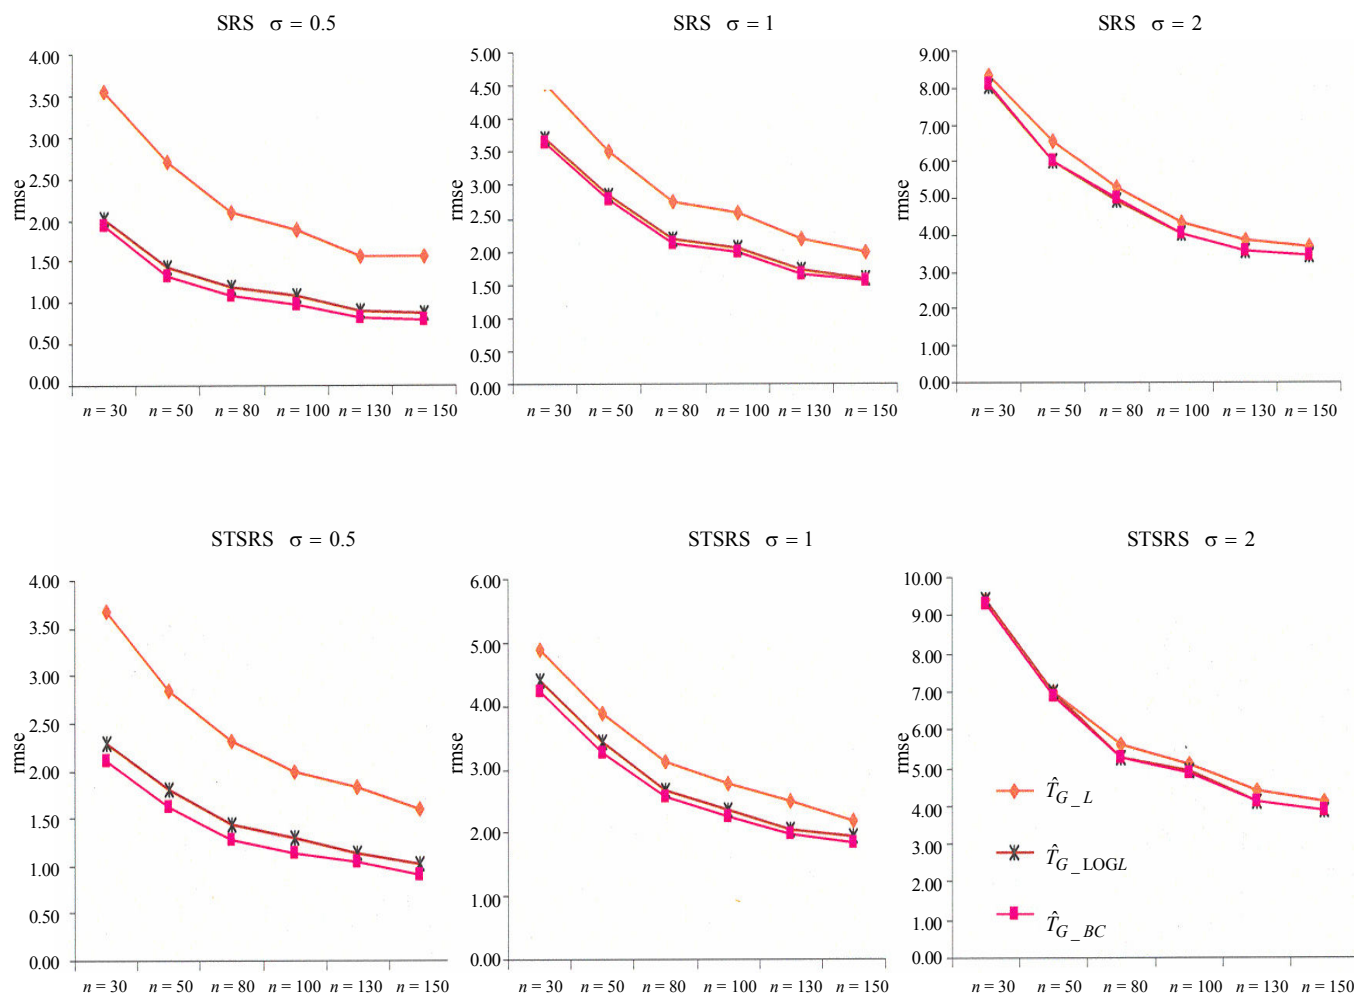 SRS σ = 0.5
SRS σ = 1
SRS σ = 2
rmse
4.00
3.50
3.00
2.50
2.00
1.50
1.00
0.50
0.00
n = 30 n = 50 n = 80 n = 100 n = 130 n = 150
rmse
5.00
4.50
4.00
3.50
3.00
2.50
2.00
1.50
1.00
0.50
0.00
n = 30 n = 50 n = 80 n = 100 n = 130 n = 150
rmse
9.00
8.00
7.00
6.00
5.00
4.00
3.00
2.00
1.00
0.00
n = 30 n = 50 n = 80 n = 100 n = 130 n = 150
STSRS σ = 0.5
STSRS σ = 1
STSRS σ = 2
rmse
4.00
3.50
3.00
2.50
2.00
1.50
1.00
0.50
0.00
n = 30 n = 50 n = 80 n = 100 n = 130 n = 150
rmse
6.00
5.00
4.00
3.00
2.00
1.00
0.00
n = 30 n = 50 n = 80 n = 100 n = 130 n = 150
rmse
10.00
9.00
8.00
7.00
6.00
5.00
4.00
3.00
2.00
1.00
0.00
n = 30 n = 50 n = 80 n = 100 n = 130 n = 150
T̂G_L
T̂G_LOGL
T̂G_BC